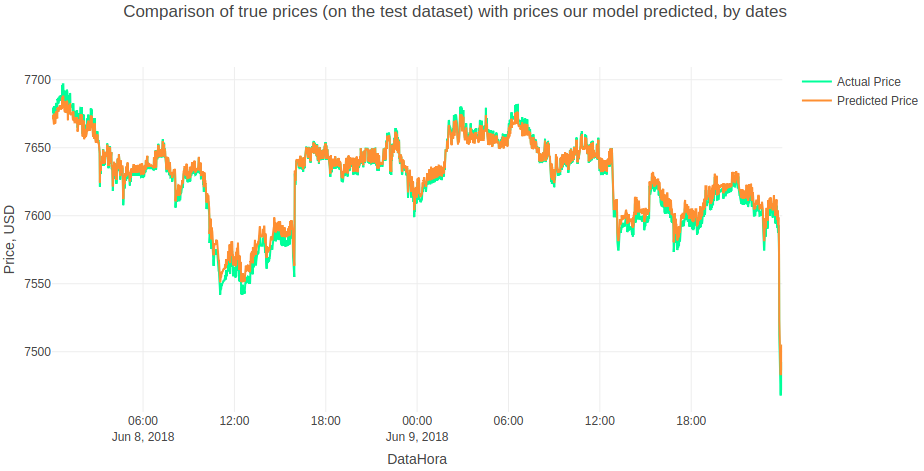 Comparison of true prices (on the test dataset) with prices our model predicted, by dates
Actual Price
Predicted Price
Price, USD
7700
7650
7600
7550
7500
06:00
12:00
18:00
00:00
06:00
12:00
18:00
Jun 8, 2018
Jun 9, 2018
DataHora